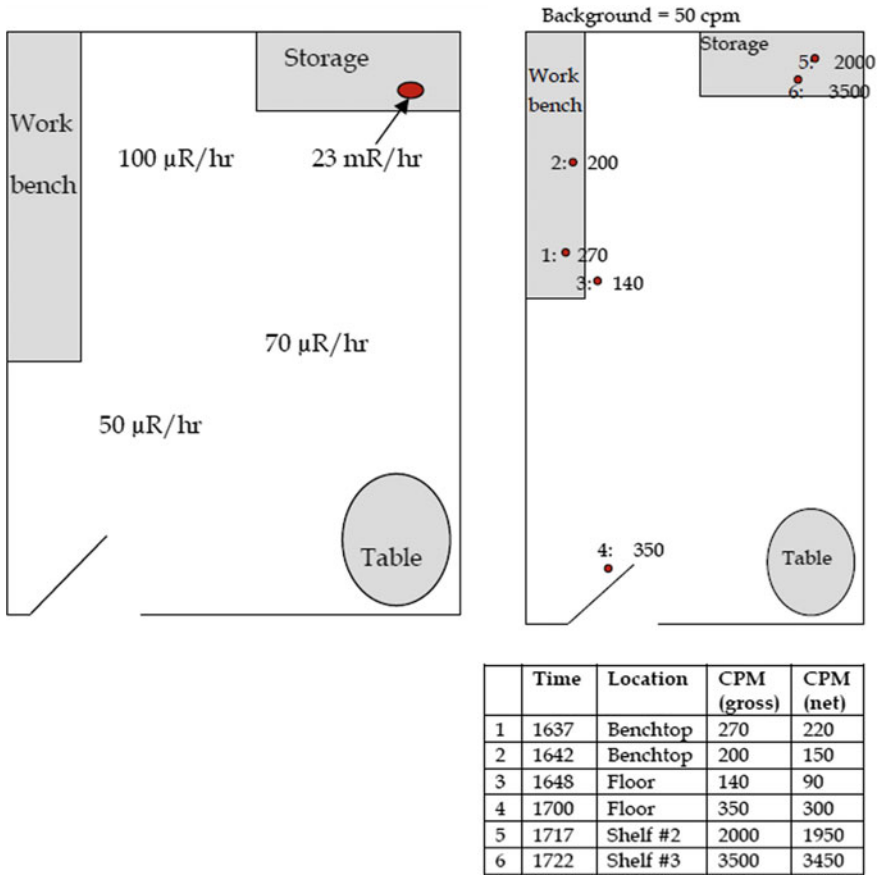 Storage
Work
bench
100 µR/hr
23 mR/hr
70 µR/hr
50 µR/hr
Table
Background = 50 cpm
Storage
5: 2000
6: 3500
Work
bench
2: 200
1: 270
3: 140
4: 350
Table
Time Location CPM (gross) CPM (net)
1 1637 Benchtop 270 220
2 1642 Benchtop 200 150
3 1648 Floor 140 90
4 1700 Floor 350 300
5 1717 Shelf #2 2000 1950
6 1722 Shelf #3 3500 3450